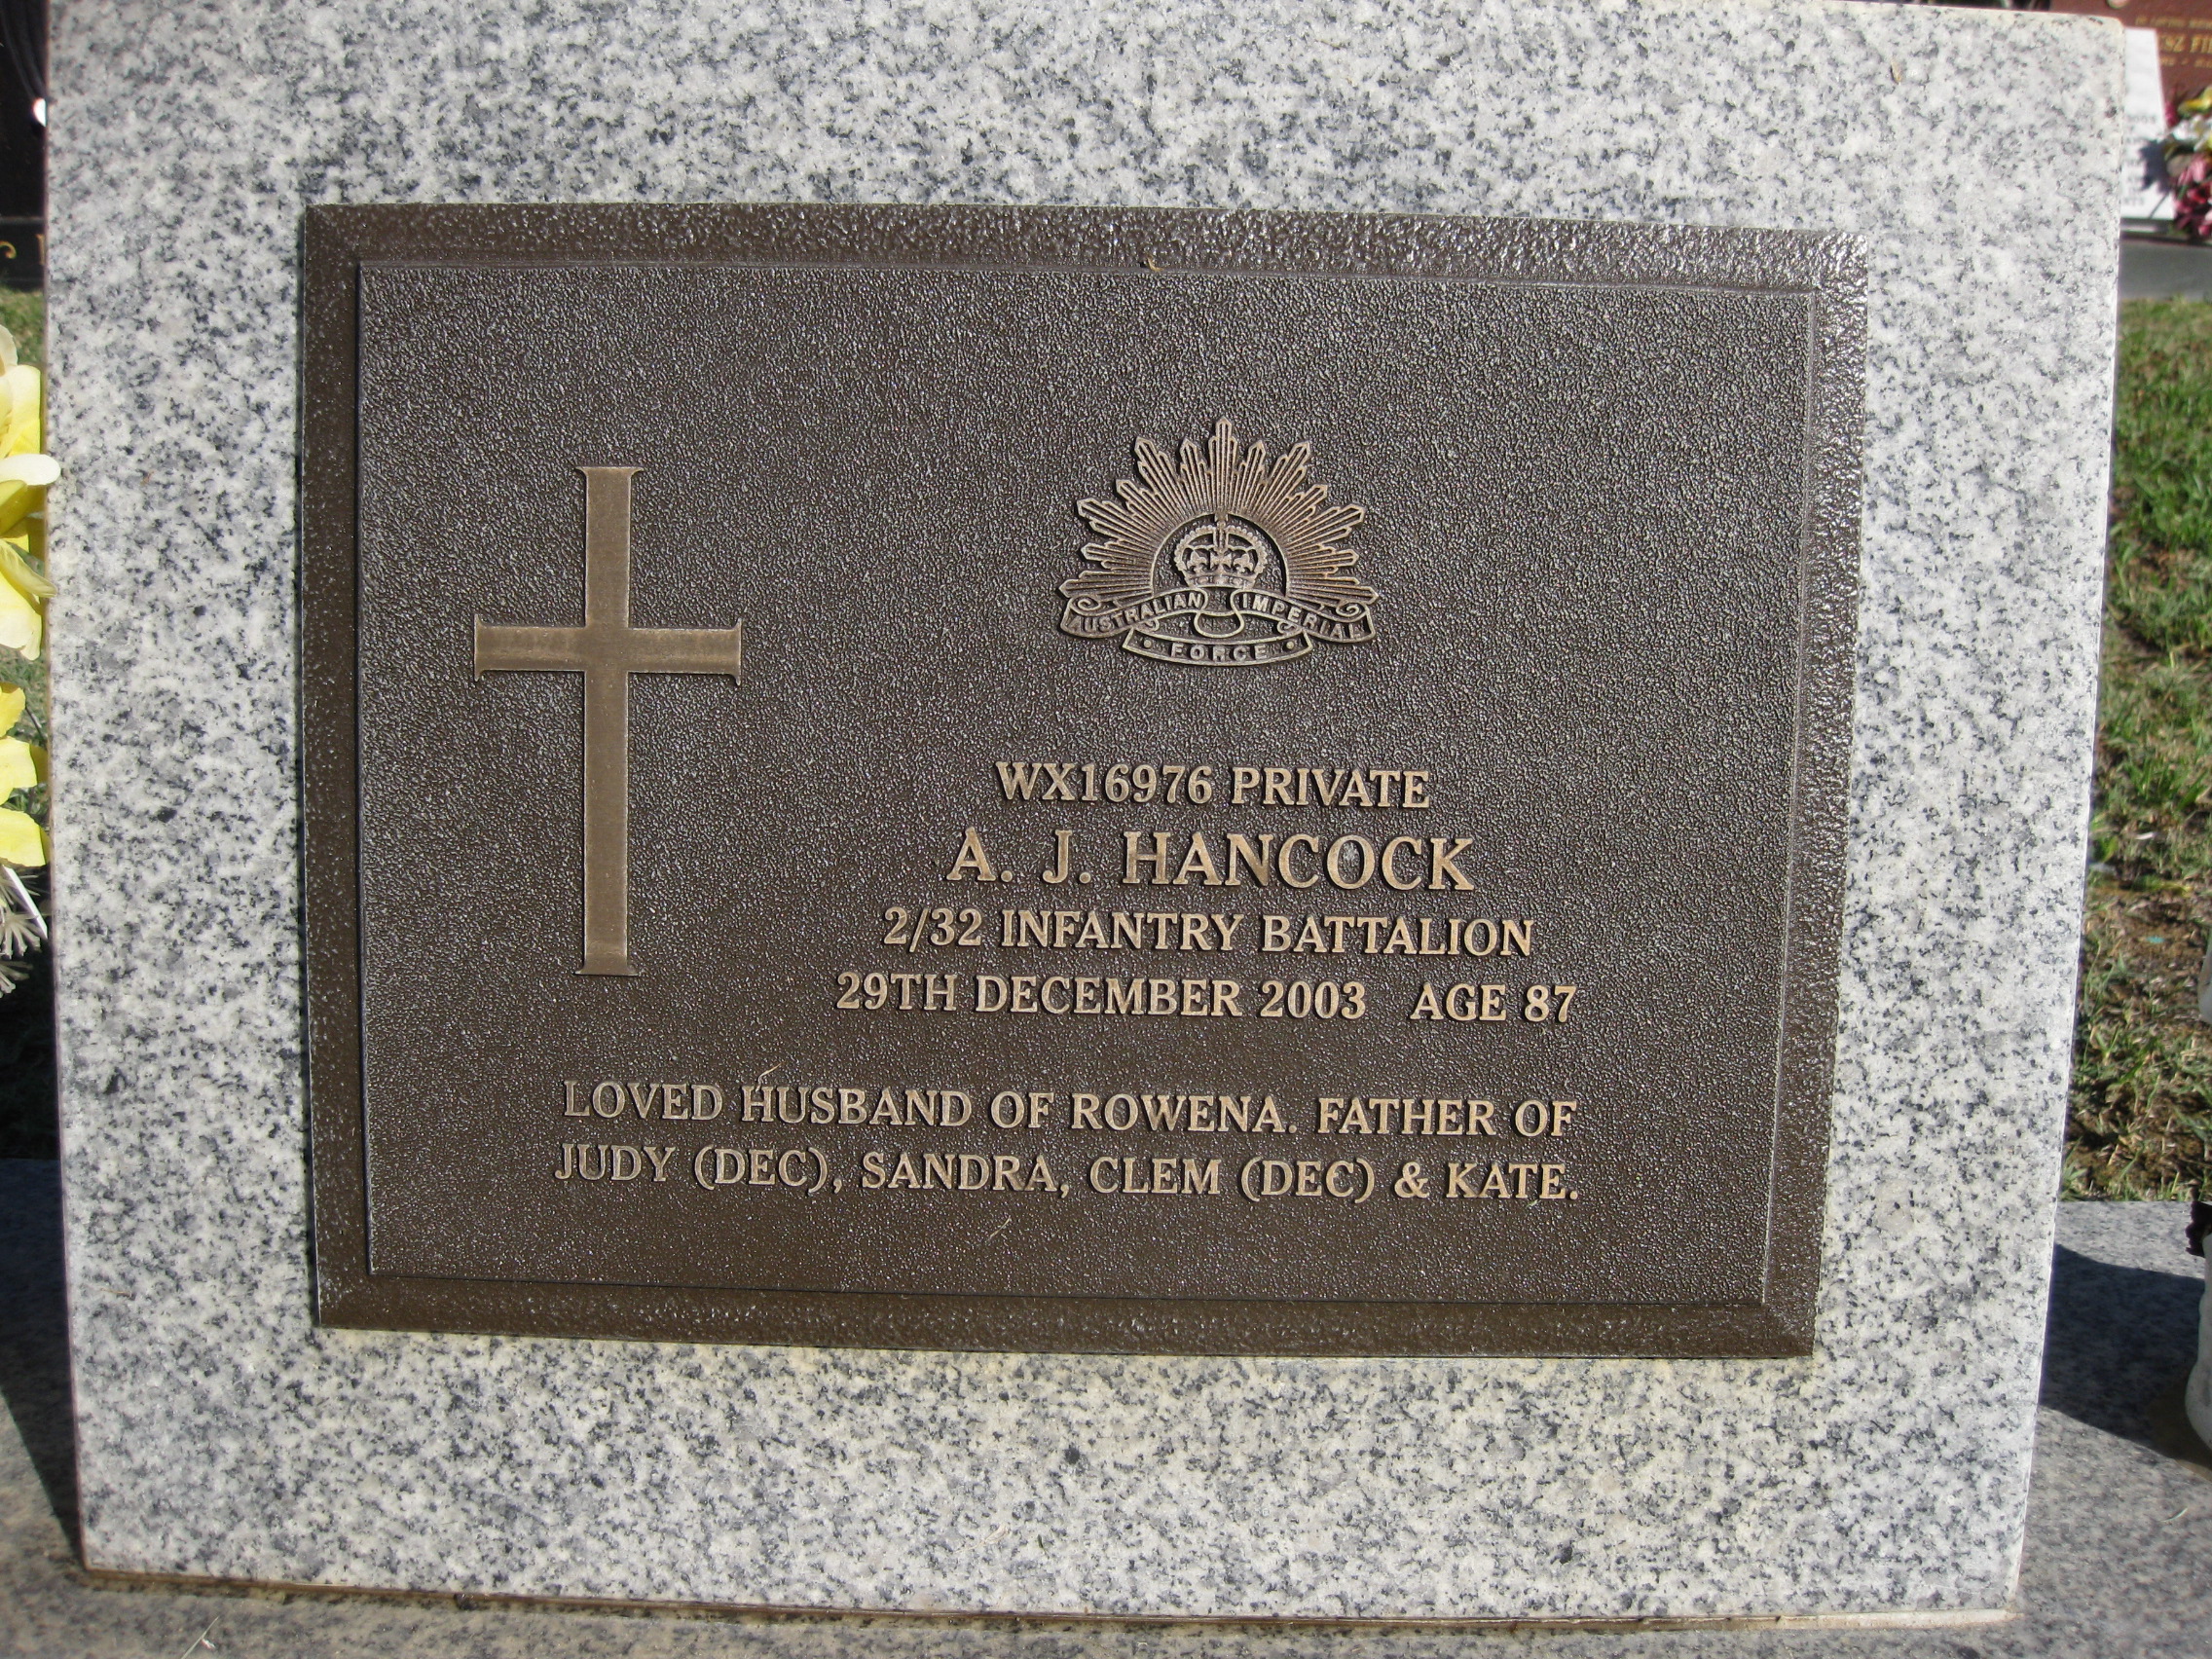 AUSTRALIAN IMPERIAL
FORCE
WX16976 PRIVATE
A. J. HANCOCK
2/32 INFANTRY BATTALION
29TH DECEMBER 2003 AGE 87
LOVED HUSBAND OF ROWENA. FATHER OF
JUDY (DEC), SANDRA, CLEM (DEC) & KATE.